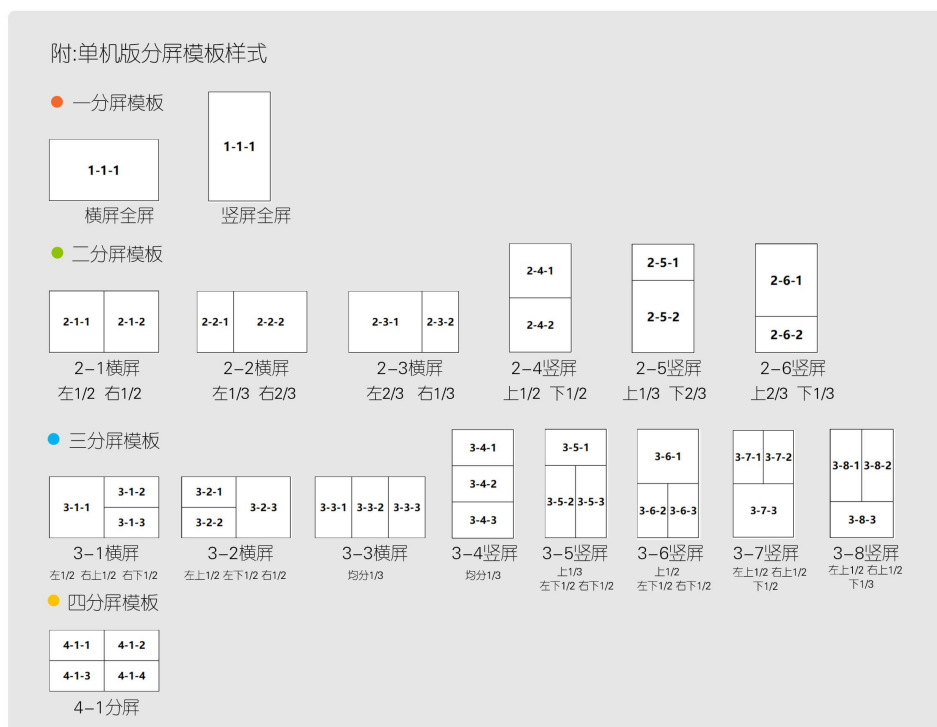 附:单机版分屏模板样式
一分屏模板
1-1-1
1-1-1
横屏全屏
竖屏全屏
二分屏模板
2-1-1
2-1-2
2-2-1
2-2-2
2-3-1
2-3-2
2-4-1
2-4-2
2-5-1
2-5-2
2-6-1
2-6-2
2-1横屏
左1/2 右1/2
2-2横屏
左1/3 右2/3
2-3横屏
左2/3 右1/3
2-4竖屏
上1/2 下1/2
2-5竖屏
上1/3 下2/3
2-6竖屏
上2/3 下1/3
三分屏模板
3-1-1
3-1-2
3-1-3
3-2-1
3-2-2
3-2-3
3-3-1
3-3-2
3-3-3
3-4-1
3-4-2
3-4-3
3-5-1
3-5-2
3-5-3
3-6-1
3-6-2
3-6-3
3-7-1
3-7-2
3-7-3
3-8-1
3-8-2
3-8-3
3-1横屏
左1/2 右上1/2 右下1/2
3-2横屏
左上1/2 左下1/2 右1/2
3-3横屏
均分1/3
3-4竖屏
均分1/3
3-5竖屏
上1/3
左下1/2 右下1/2
3-6竖屏
上1/2
左下1/2 右下1/2
3-7竖屏
左上1/2 右上1/2
下1/2
3-8竖屏
左上1/2 右上1/2
下1/3
四分屏模板
4-1-1
4-1-2
4-1-3
4-1-4
4-1分屏